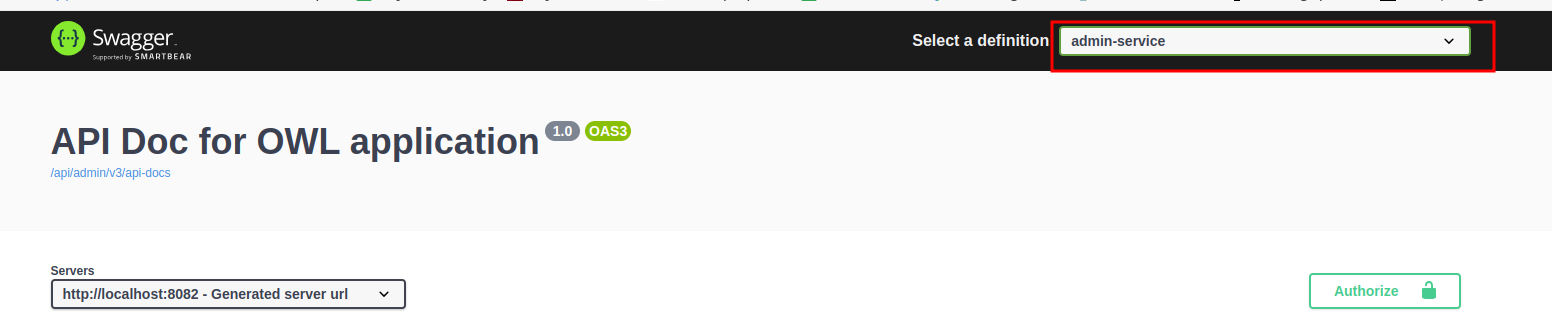 Swagger
Supported by SMARTBEAR
Select a definition
admin-service
API Doc for OWL application 1.0 OAS3
/api/admin/v3/api-docs
Servers
http://localhost:8082 - Generated server url
Authorize